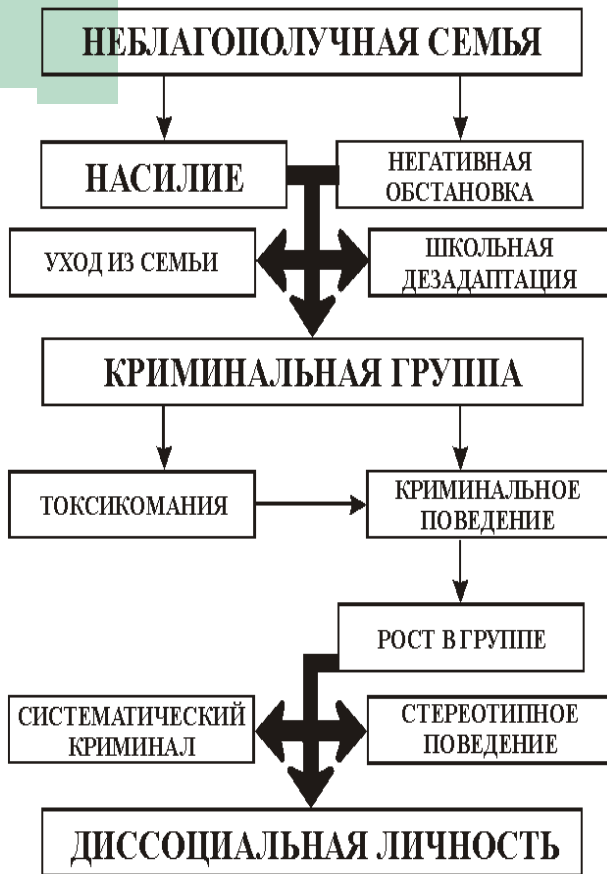 НЕБЛАГОПОЛУЧНАЯ СЕМЬЯ
НАСИЛИЕ
НЕГАТИВНАЯ
ОБСТАНОВКА
УХОД ИЗ СЕМЬИ
ШКОЛЬНАЯ
ДЕЗАДАПТАЦИЯ
КРИМИНАЛЬНАЯ ГРУППА
ТОКСИКОМАНИЯ
КРИМИНАЛЬНОЕ
ПОВЕДЕНИЕ
РОСТ В ГРУППЕ
СИСТЕМАТИЧЕСКИЙ
КРИМИНАЛ
СТЕРЕОТИПНОЕ
ПОВЕДЕНИЕ
ДИССОЦИАЛЬНАЯ ЛИЧНОСТЬ